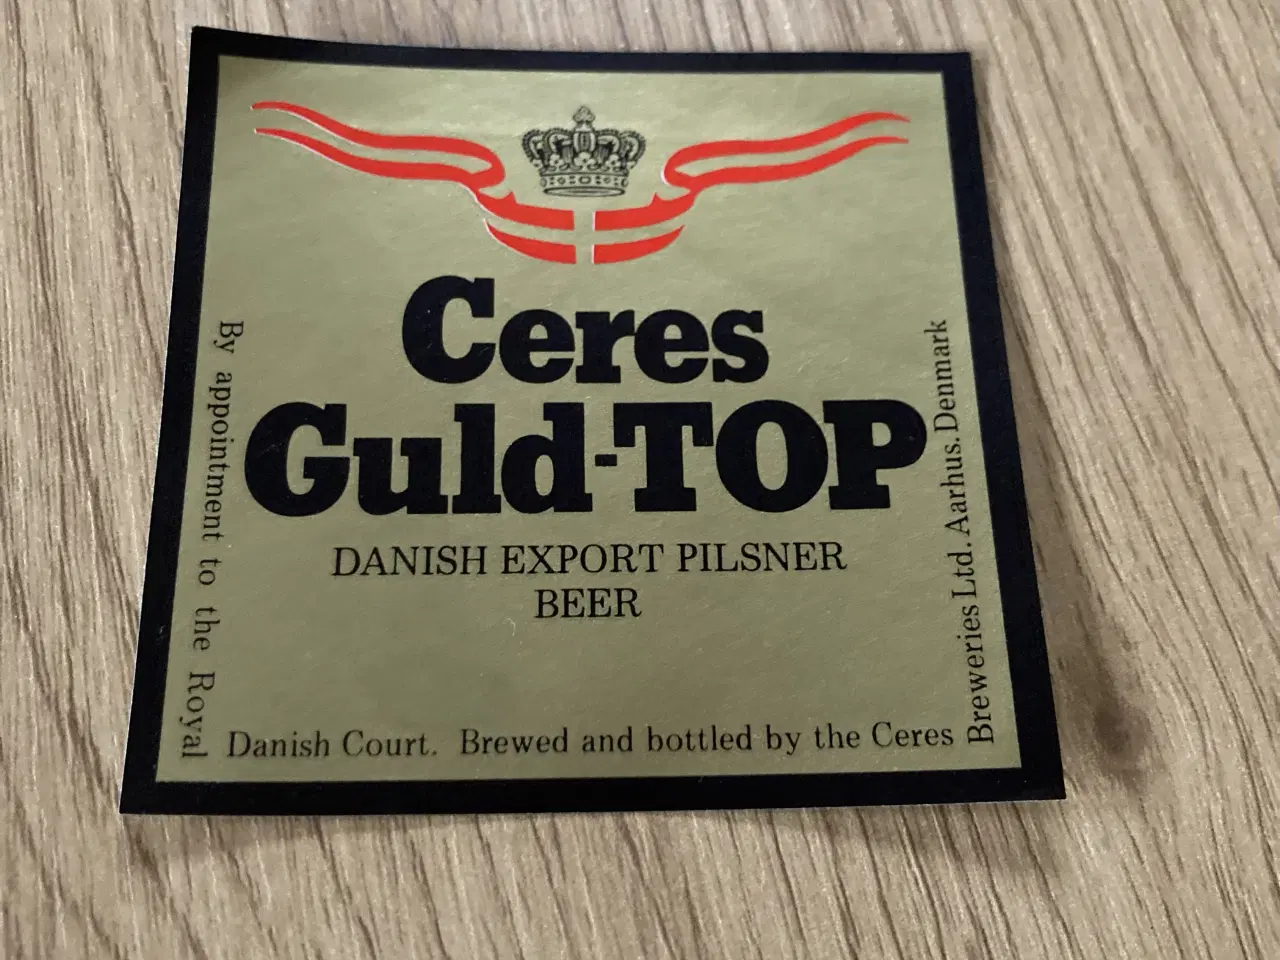 Ceres
Guld-TOP
DANISH EXPORT PILSNER
BEER
By appointment to the Royal
Danish Court. Brewed and bottled by the Ceres
Breweries Ltd. Aarhus. Denmark